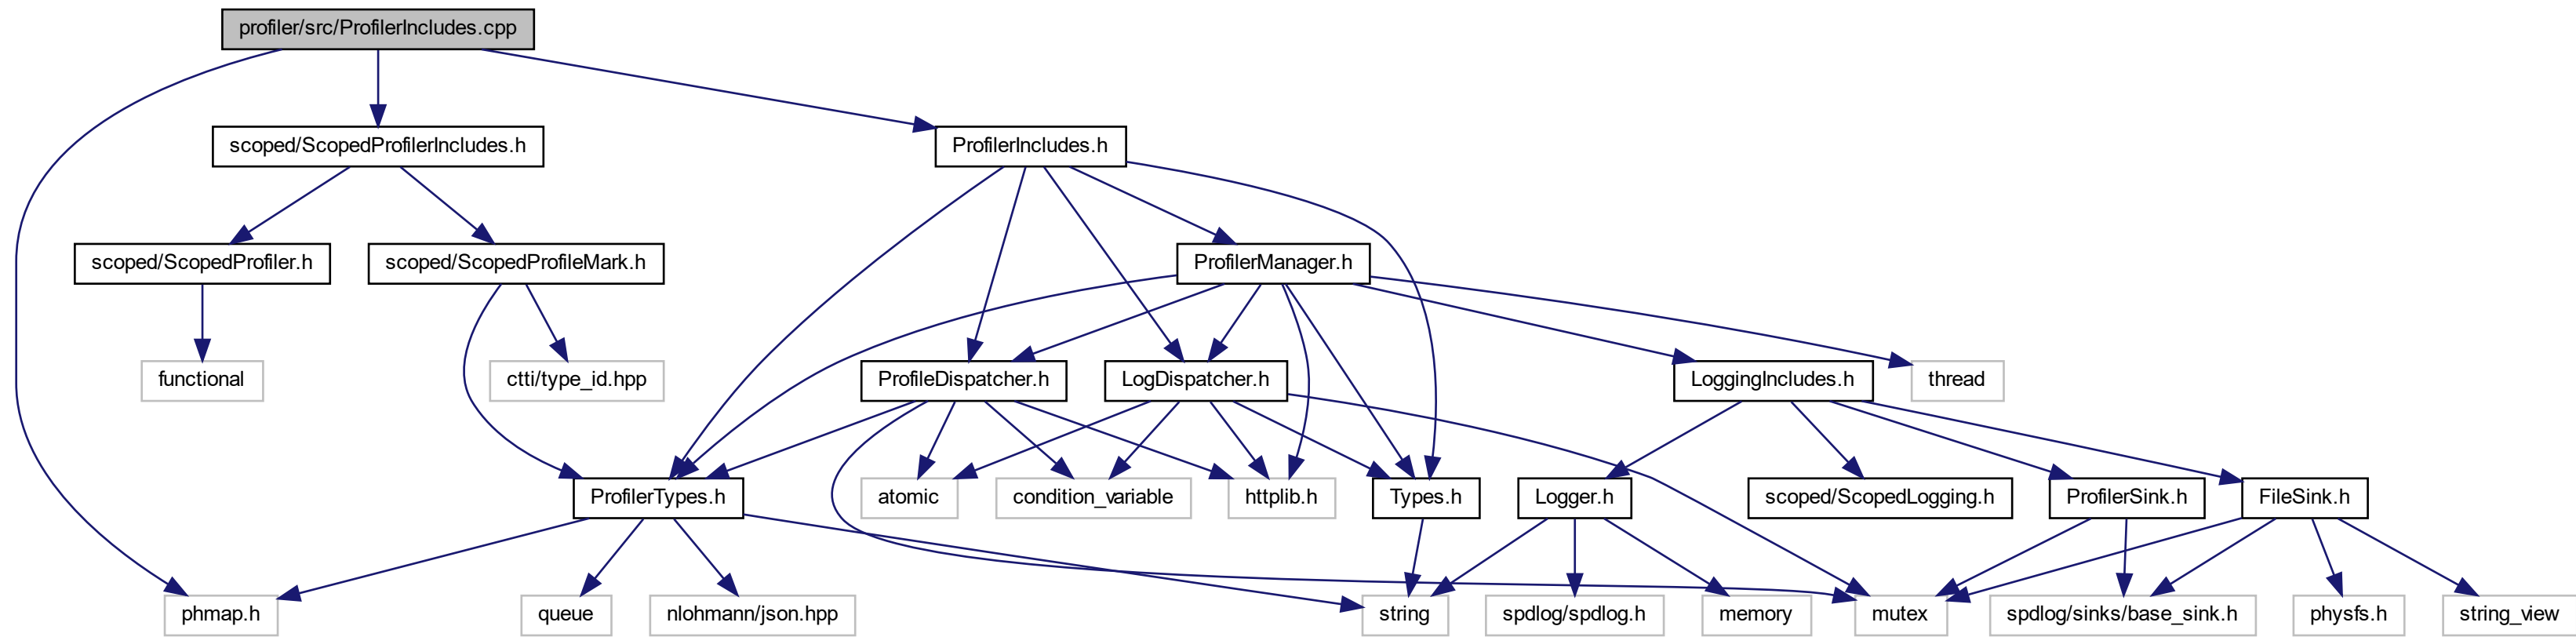 profiler/src/ProfilerIncludes.cpp
scoped/ScopedProfilerIncludes.h
ProfilerIncludes.h
scoped/ScopedProfiler.h
scoped/ScopedProfileMark.h
ProfilerManager.h
functional
ctti/type_id.hpp
ProfileDispatcher.h
LogDispatcher.h
LoggingIncludes.h
thread
ProfilerTypes.h
atomic
condition_variable
httplib.h
Types.h
Logger.h
scoped/ScopedLogging.h
ProfilerSink.h
FileSink.h
phmap.h
queue
nlohmann/json.hpp
string
spdlog/spdlog.h
memory
mutex
spdlog/sinks/base_sink.h
physfs.h
string_view